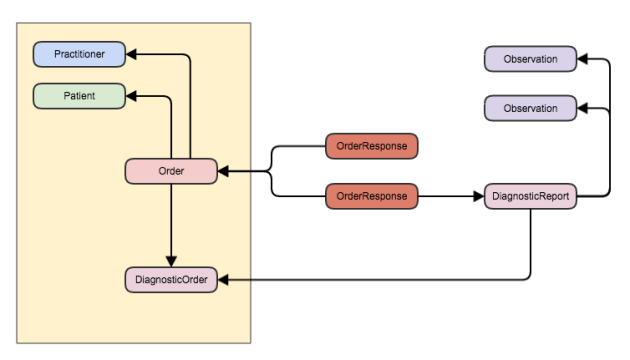 Practitioner
Observation
Patient
Observation
OrderResponse
Order
OrderResponse
DiagnosticReport
DiagnosticOrder